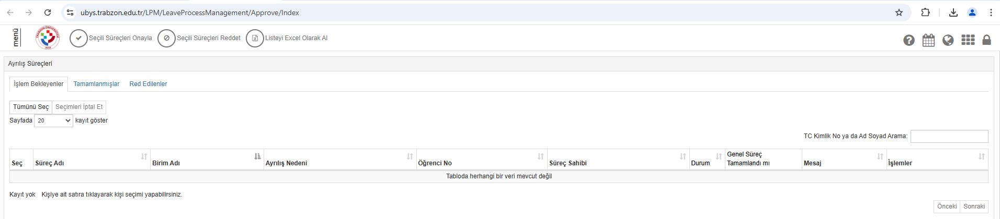 ubys.trabzon.edu.tr/LPM/LeaveProcessManagement/Approve/Index
menü
Seçili Süreçleri Onayla Seçili Süreçleri Reddet Listeyi Excel Olarak Al
Ayrılış Süreçleri
İşlem Bekleyenler Tamamlanmışlar Red Edilenler
Tümünü Seç Seçimleri İptal Et
Sayfada 20 kayıt göster
TC Kimlik No ya da Ad Soyad Arama:
Seç Süreç Adı Birim Adı Ayrılış Nedeni Öğrenci No Süreç Sahibi Durum Genel Süreç Tamamlandı mı Mesaj İşlemler
Tabloda herhangi bir veri mevcut değil
Kayıt yok Kişiye ait satıra tıklayarak kişi seçimi yapabilirsiniz.
Önceki Sonraki